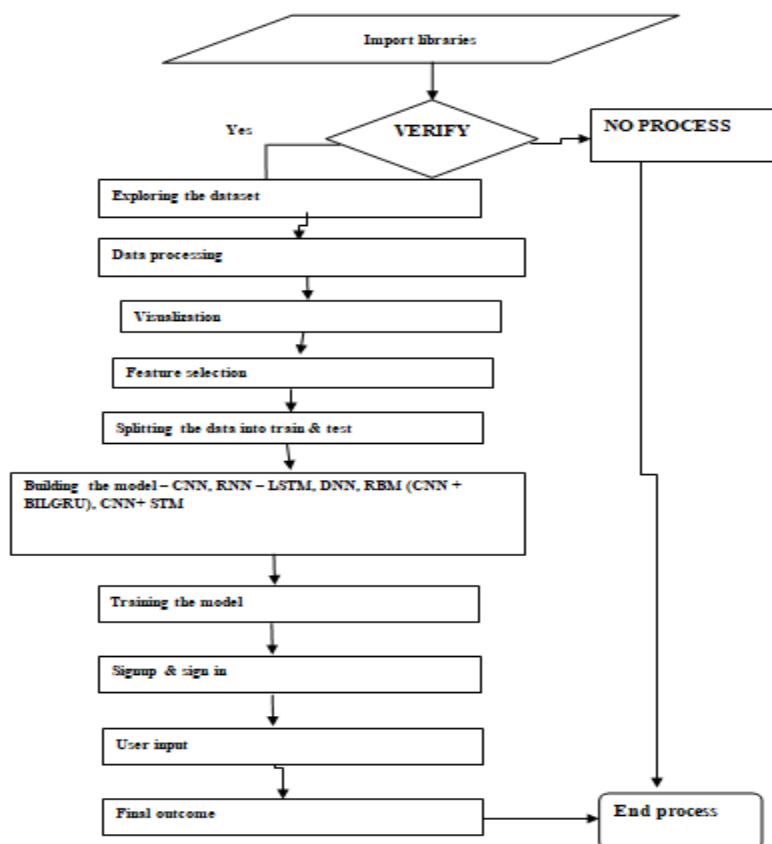 Import libraries
VERIFY
Yes
NO PROCESS
Exploring the dataset
Data processing
Visualization
Feature selection
Splitting the data into train & test
Building the model – CNN, RNN – LSTM, DNN, RBM (CNN +
BILGRU), CNN+ STM
Training the model
Signup & sign in
User input
Final outcome
End process